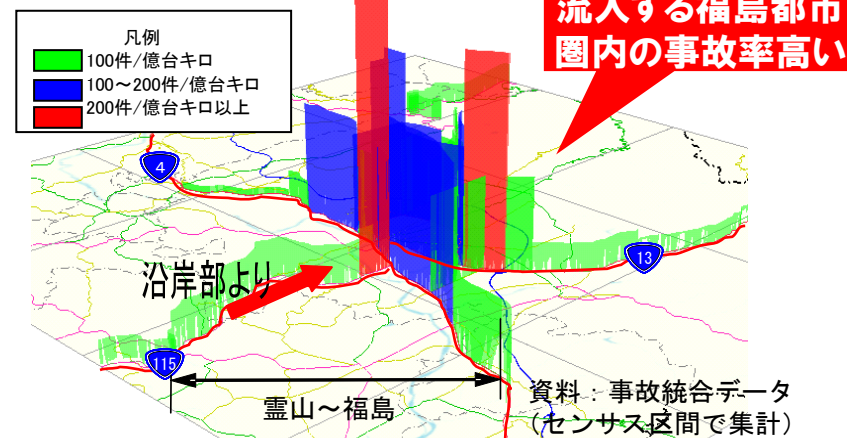 流入する福島都市
圏内の事故率高い
凡例
100件/億台キロ
100～200件/億台キロ
200件/億台キロ以上
4
13
沿岸部より
115
霊山～福島
資料：事故統合データ
（センサス区間で集計）